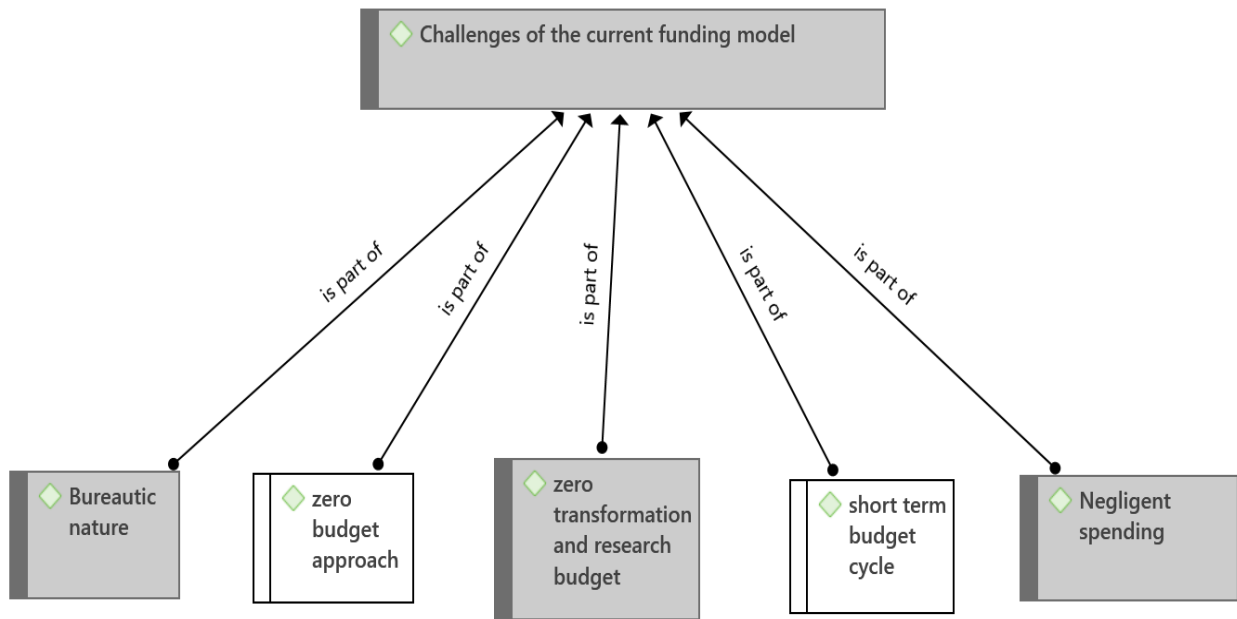 Challenges of the current funding model
is part of
is part of
is part of
is part of
is part of
Bureautic
nature
zero
budget
approach
zero
transformation
and research
budget
short term
budget
cycle
Negligent
spending